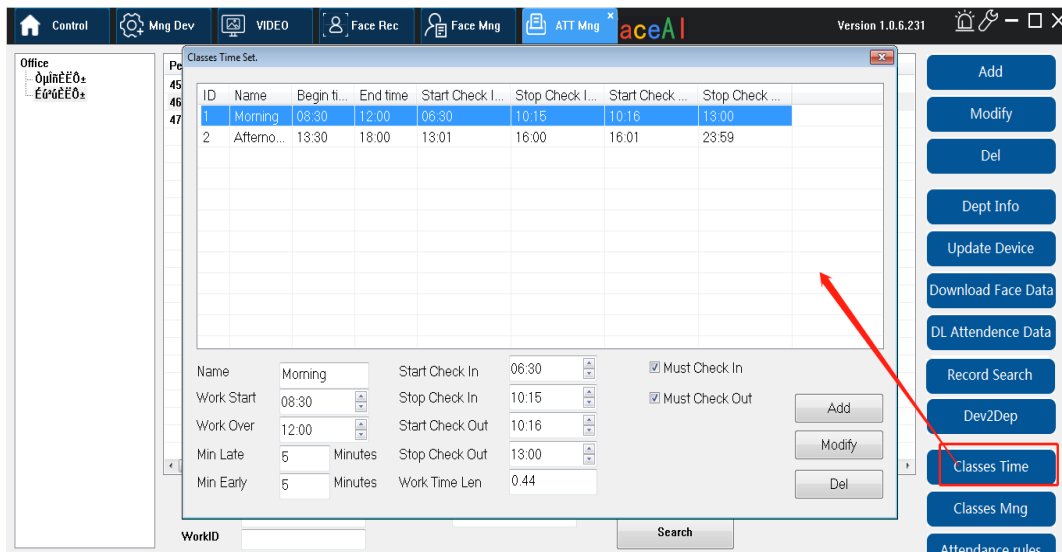 Control Mng Dev VIDEO Face Rec Face Mng ATT Mng × aceAI Version 1.0.6.231
Office
ÒµÎñÈËÔ±
Éú²úÈËÔ±
Pe
45
46
47
Classes Time Set.
ID Name Begin ti... End time Start Check I... Stop Check I... Start Check ... Stop Check ...
1 Morning 08:30 12:00 06:30 10:15 10:16 13:00
2 Afterno... 13:30 18:00 13:01 16:00 16:01 23:59
Name Morning Start Check In 06:30 Must Check In
Work Start 08:30 Stop Check In 10:15 Must Check Out
Work Over 12:00 Start Check Out 10:16
Min Late 5 Minutes Stop Check Out 13:00
Min Early 5 Minutes Work Time Len 0.44
Add
Modify
Del
WorkID Search
Add
Modify
Del
Dept Info
Update Device
Download Face Data
DL Attendence Data
Record Search
Dev2Dep
Classes Time
Classes Mng
Attendance rules